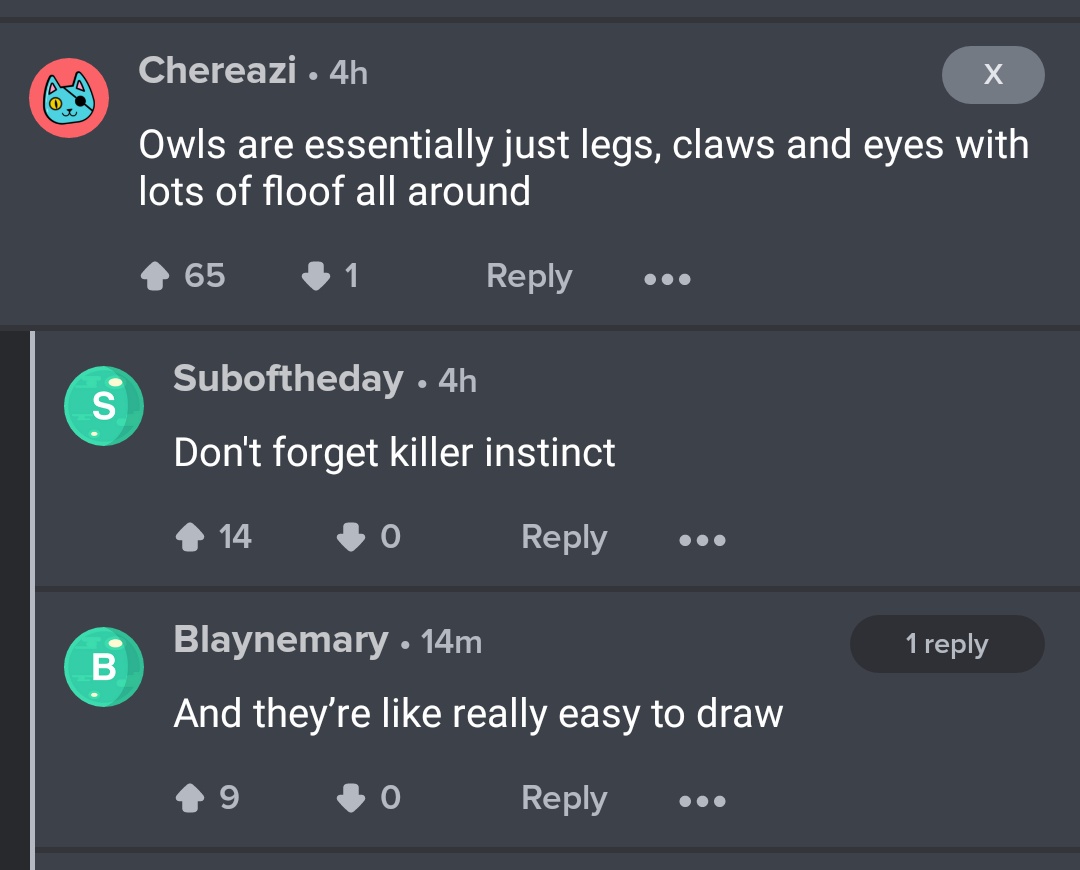 Chereazi • 4h
X
Owls are essentially just legs, claws and eyes with
lots of floof all around
65 1 Reply •••
S
Suboftheday • 4h
Don't forget killer instinct
14 0 Reply •••
B
Blaynemary • 14m
1 reply
And they’re like really easy to draw
9 0 Reply •••